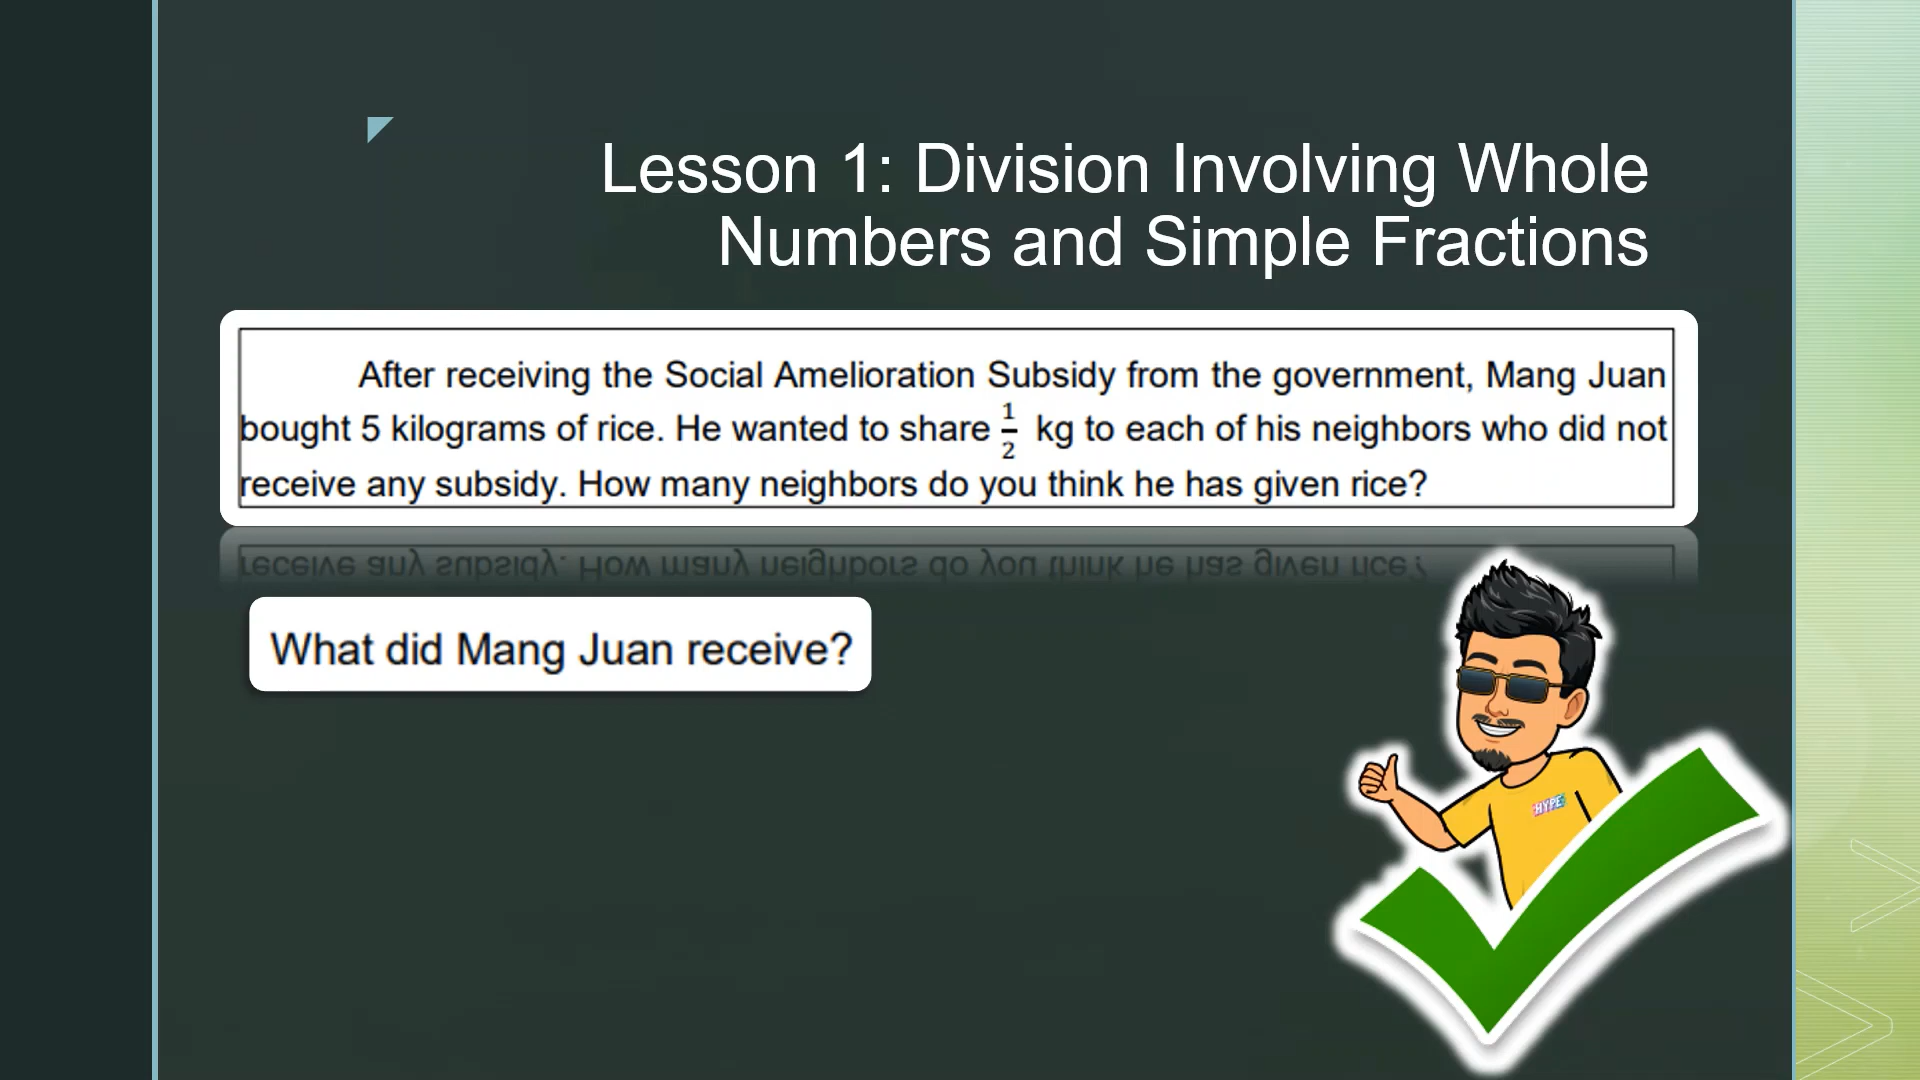 Lesson 1: Division Involving Whole
Numbers and Simple Fractions
After receiving the Social Amelioration Subsidy from the government, Mang Juan
bought 5 kilograms of rice. He wanted to share 1/2 kg to each of his neighbors who did not
receive any subsidy. How many neighbors do you think he has given rice?
What did Mang Juan receive?
HYPE